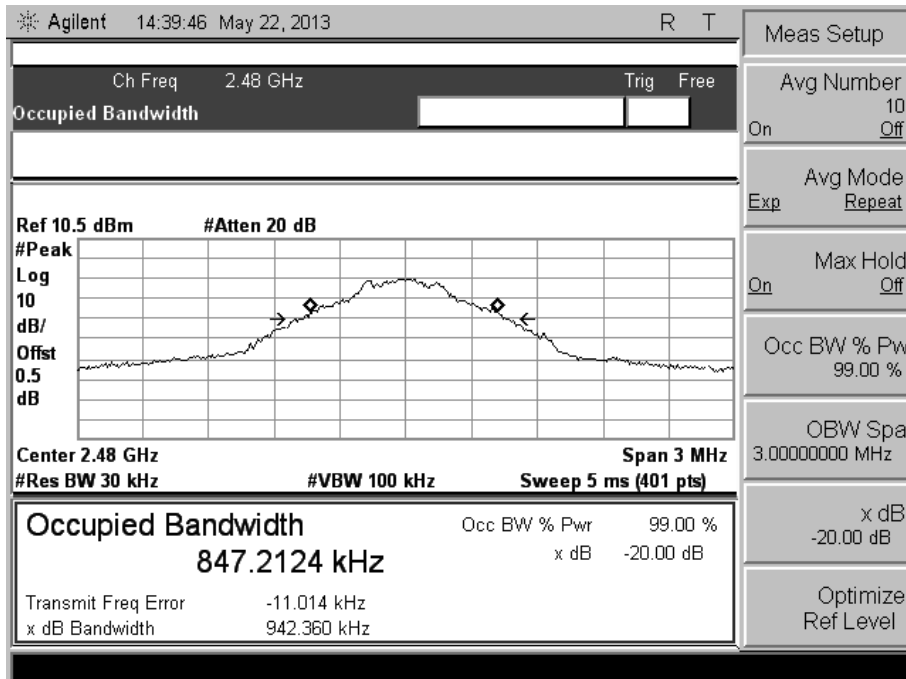 Agilent 14:39:46 May 22, 2013 R T
Meas Setup
Ch Freq 2.48 GHz Trig Free
Occupied Bandwidth
Avg Number
10
On Off
Avg Mode
Exp Repeat
Max Hold
On Off
Occ BW % Pw
99.00 %
OBW Spa
3.00000000 MHz
x dB
-20.00 dB
Optimize
Ref Level
Ref 10.5 dBm #Atten 20 dB
#Peak
Log
10
dB/
Offst
0.5
dB
Center 2.48 GHz Span 3 MHz
#Res BW 30 kHz #VBW 100 kHz Sweep 5 ms (401 pts)
Occupied Bandwidth
847.2124 kHz
Occ BW % Pwr 99.00 %
x dB -20.00 dB
Transmit Freq Error -11.014 kHz
x dB Bandwidth 942.360 kHz